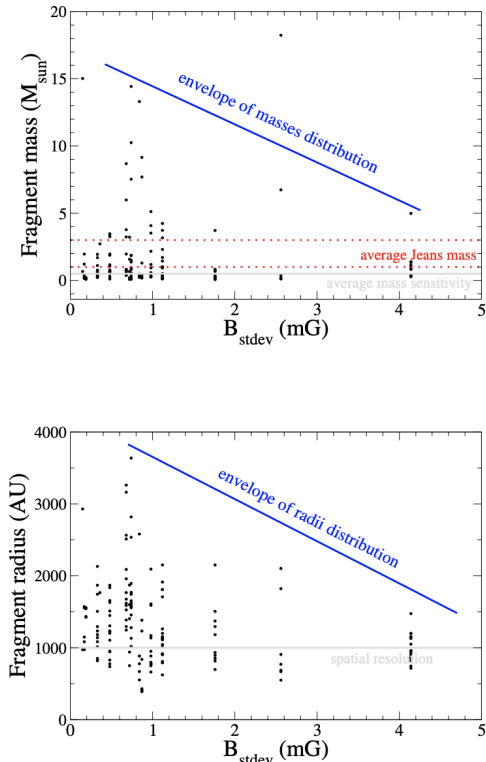 20
15
10
5
0
Fragment mass (M_sun)
envelope of masses distribution
average Jeans mass
average mass sensitivity
0 1 2 3 4 5
B_stdev (mG)
4000
3000
2000
1000
0
Fragment radius (AU)
envelope of radii distribution
spatial resolution
0 1 2 3 4 5
B_stdev (mG)